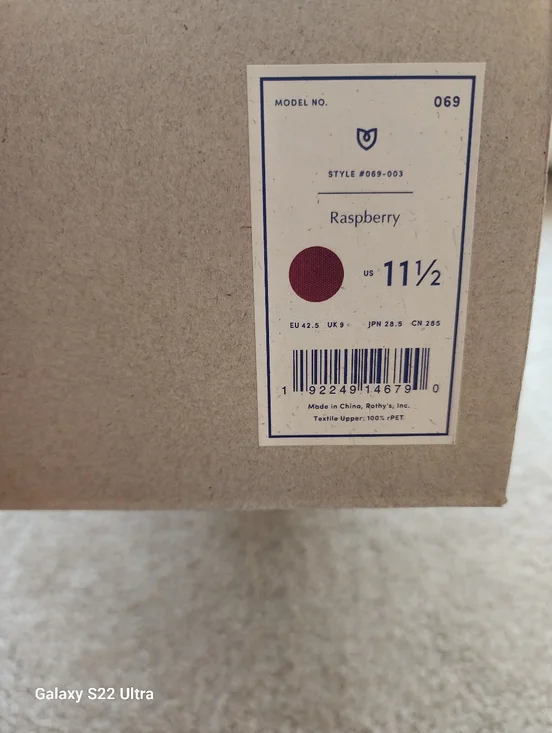 MODEL NO. 069
STYLE #069-003
Raspberry
US 11½
EU 42.5 UK 9 JPN 28.5 CN 285
1 92249 14679 0
Made in China, Rothy's, Inc.
Textile Upper: 100% rPET
Galaxy S22 Ultra